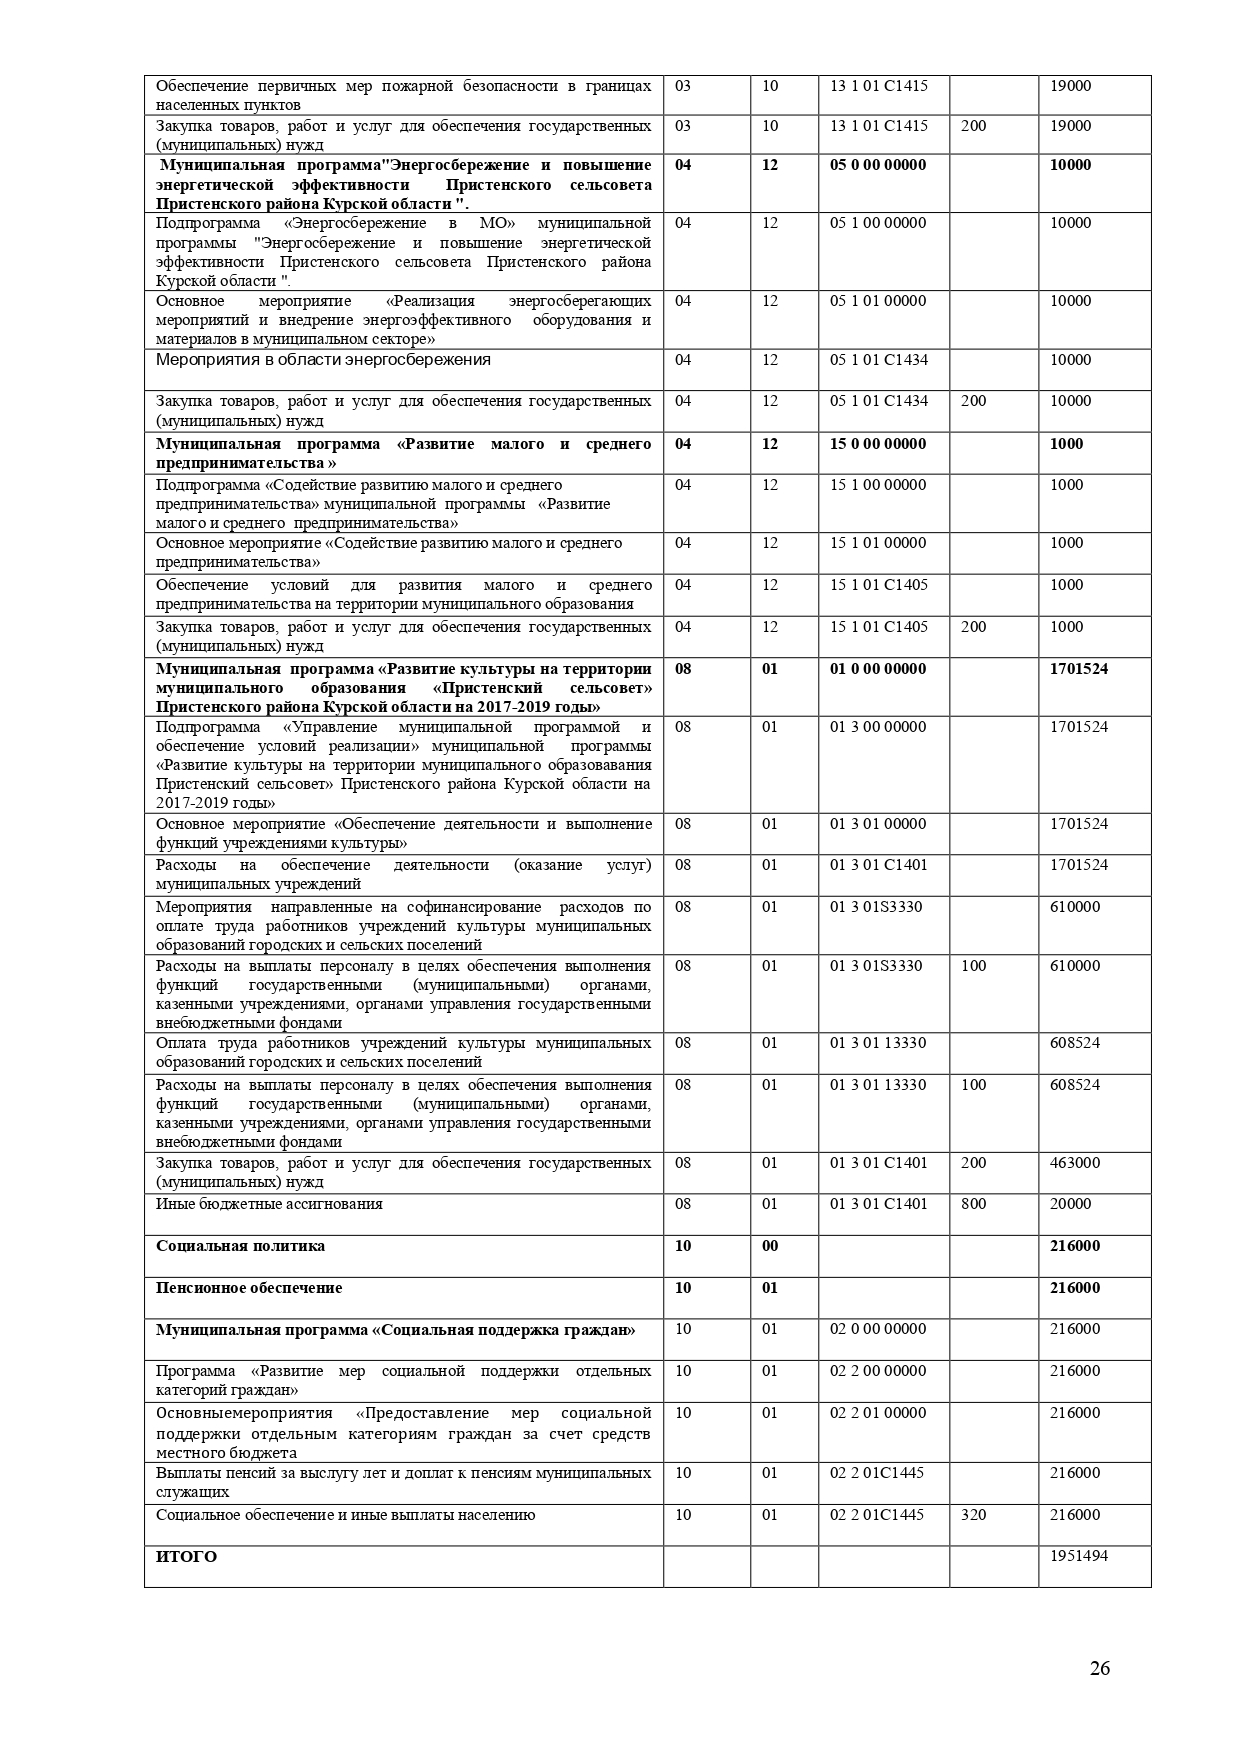 Обеспечение первичных мер пожарной безопасности в границах 03 10 13 1 01 С1415 19000
населенных пунктов
Закупка товаров, работ и услуг для обеспечения государственных 03 10 13 1 01 С1415 200 19000
(муниципальных) нужд
Муниципальная программа"Энергосбережение и повышение 04 12 05 0 00 00000 10000
энергетической эффективности Пристенского сельсовета
Пристенского района Курской области ".
Подпрограмма «Энергосбережение в МО» муниципальной 04 12 05 1 00 00000 10000
программы "Энергосбережение и повышение энергетической
эффективности Пристенского сельсовета Пристенского района
Курской области ".
Основное мероприятие «Реализация энергосберегающих 04 12 05 1 01 00000 10000
мероприятий и внедрение энергоэффективного оборудования и
материалов в муниципальном секторе»
Мероприятия в области энергосбережения 04 12 05 1 01 С1434 10000
Закупка товаров, работ и услуг для обеспечения государственных 04 12 05 1 01 С1434 200 10000
(муниципальных) нужд
Муниципальная программа «Развитие малого и среднего 04 12 15 0 00 00000 1000
предпринимательства »
Подпрограмма «Содействие развитию малого и среднего 04 12 15 1 00 00000 1000
предпринимательства» муниципальной программы «Развитие
малого и среднего предпринимательства»
Основное мероприятие «Содействие развитию малого и среднего 04 12 15 1 01 00000 1000
предпринимательства»
Обеспечение условий для развития малого и среднего 04 12 15 1 01 С1405 1000
предпринимательства на территории муниципального образования
Закупка товаров, работ и услуг для обеспечения государственных 04 12 15 1 01 С1405 200 1000
(муниципальных) нужд
Муниципальная программа «Развитие культуры на территории 08 01 01 0 00 00000 1701524
муниципального образования «Пристенский сельсовет»
Пристенского района Курской области на 2017-2019 годы»
Подпрограмма «Управление муниципальной программой и 08 01 01 3 00 00000 1701524
обеспечение условий реализации» муниципальной программы
«Развитие культуры на территории муниципального образовавания
Пристенский сельсовет» Пристенского района Курской области на
2017-2019 годы»
Основное мероприятие «Обеспечение деятельности и выполнение 08 01 01 3 01 00000 1701524
функций учреждениями культуры»
Расходы на обеспечение деятельности (оказание услуг) 08 01 01 3 01 С1401 1701524
муниципальных учреждений
Мероприятия направленные на софинансирование расходов по 08 01 01 3 01S3330 610000
оплате труда работников учреждений культуры муниципальных
образований городских и сельских поселений
Расходы на выплаты персоналу в целях обеспечения выполнения 08 01 01 3 01S3330 100 610000
функций государственными (муниципальными) органами,
казенными учреждениями, органами управления государственными
внебюджетными фондами
Оплата труда работников учреждений культуры муниципальных 08 01 01 3 01 13330 608524
образований городских и сельских поселений
Расходы на выплаты персоналу в целях обеспечения выполнения 08 01 01 3 01 13330 100 608524
функций государственными (муниципальными) органами,
казенными учреждениями, органами управления государственными
внебюджетными фондами
Закупка товаров, работ и услуг для обеспечения государственных 08 01 01 3 01 С1401 200 463000
(муниципальных) нужд
Иные бюджетные ассигнования 08 01 01 3 01 С1401 800 20000
Социальная политика 10 00 216000
Пенсионное обеспечение 10 01 216000
Муниципальная программа «Социальная поддержка граждан» 10 01 02 0 00 00000 216000
Программа «Развитие мер социальной поддержки отдельных 10 01 02 2 00 00000 216000
категорий граждан»
Основныемероприятия «Предоставление мер социальной 10 01 02 2 01 00000 216000
поддержки отдельным категориям граждан за счет средств
местного бюджета
Выплаты пенсий за выслугу лет и доплат к пенсиям муниципальных 10 01 02 2 01С1445 216000
служащих
Социальное обеспечение и иные выплаты населению 10 01 02 2 01С1445 320 216000
ИТОГО 1951494
26